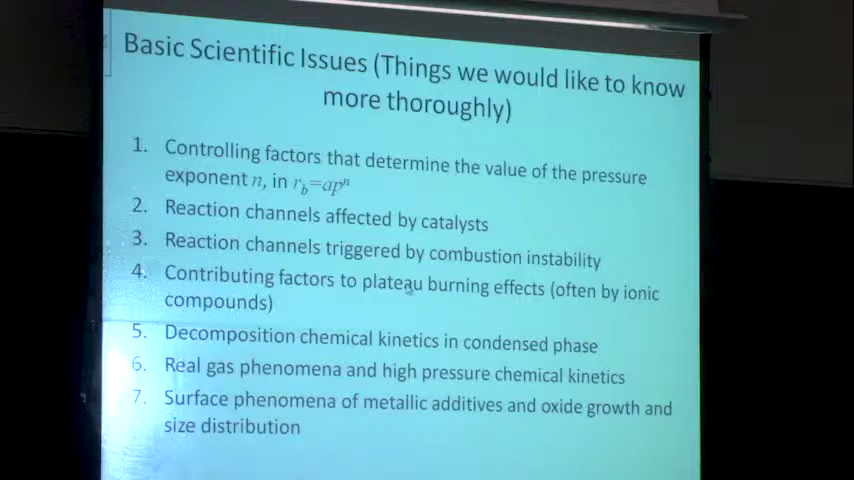 Basic Scientific Issues (Things we would like to know
more thoroughly)
1. Controlling factors that determine the value of the pressure
exponent n, in r_b=ap^n
2. Reaction channels affected by catalysts
3. Reaction channels triggered by combustion instability
4. Contributing factors to plateau burning effects (often by ionic
compounds)
5. Decomposition chemical kinetics in condensed phase
6. Real gas phenomena and high pressure chemical kinetics
7. Surface phenomena of metallic additives and oxide growth and
size distribution